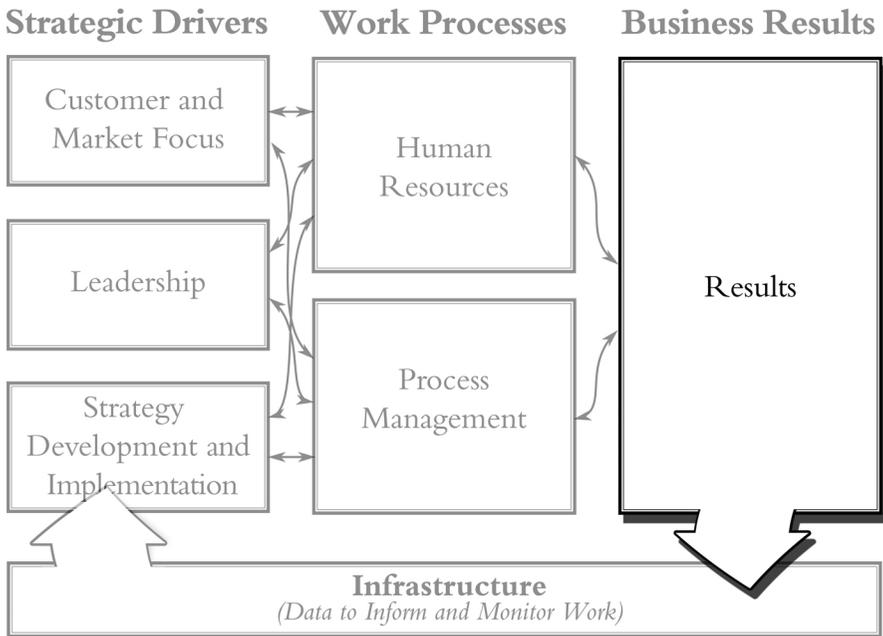 Strategic Drivers
Work Processes
Business Results
Customer and
Market Focus
Leadership
Strategy
Development and
Implementation
Human
Resources
Process
Management
Results
Infrastructure
(Data to Inform and Monitor Work)